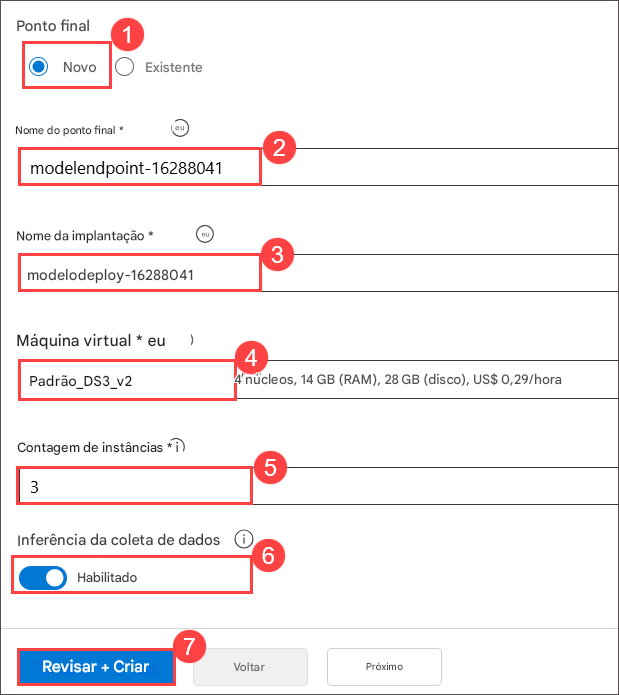 Ponto final
1
Novo
Existente
Nome do ponto final * eu
2
modelendpoint-16288041
Nome da implantação * eu
3
modelodeploy-16288041
Máquina virtual * eu )
4
Padrão_DS3_v2
4 núcleos, 14 GB (RAM), 28 GB (disco), US$ 0,29/hora
Contagem de instâncias * i
5
3
Inferência da coleta de dados i
6
Habilitado
7
Revisar + Criar
Voltar
Próximo